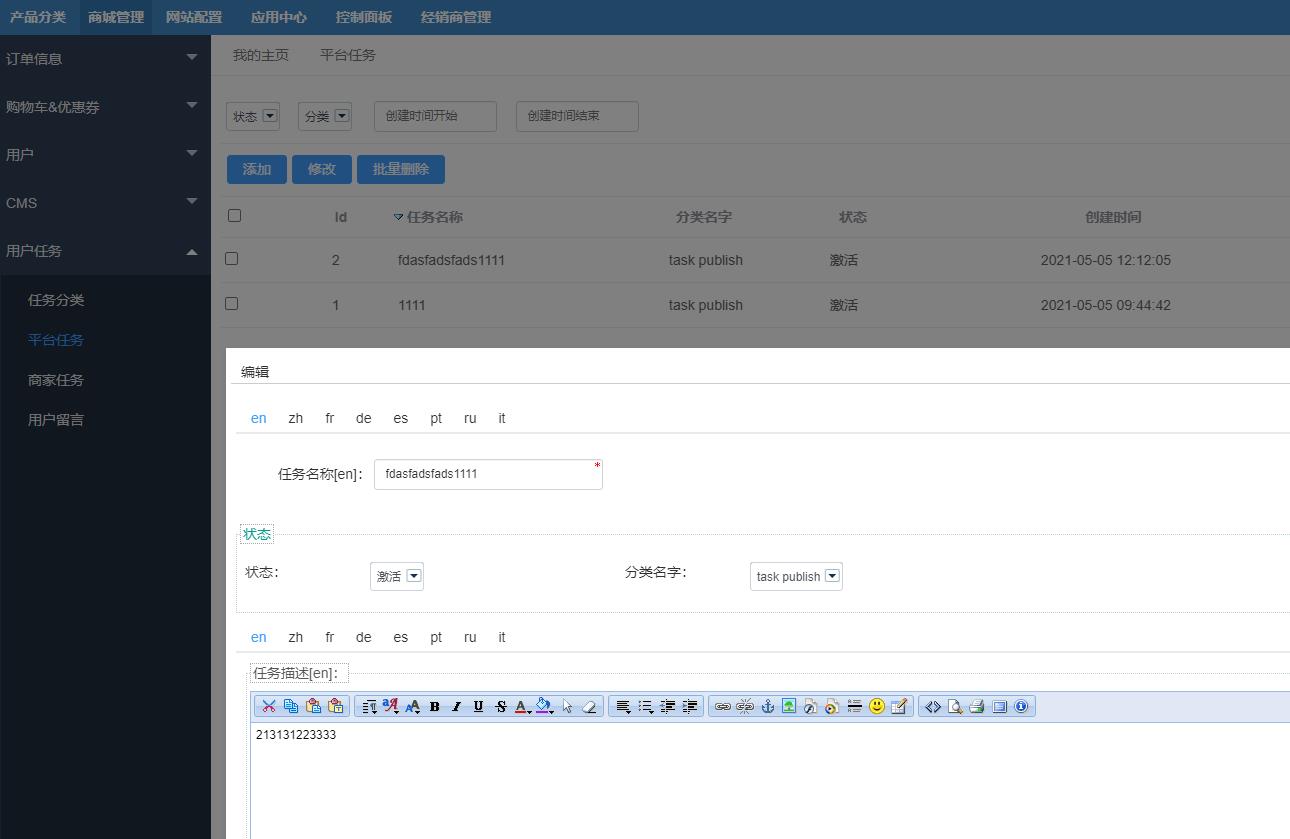 产品分类 商城管理 网站配置 应用中心 控制面板 经销商管理
订单信息
购物车&优惠券
用户
CMS
用户任务
任务分类
平台任务
商家任务
用户留言
我的主页 平台任务
状态 分类 创建时间开始 创建时间结束
添加 修改 批量删除
Id 任务名称 分类名字 状态 创建时间
2 fdasfadsfads1111 task publish 激活 2021-05-05 12:12:05
1 1111 task publish 激活 2021-05-05 09:44:42
编辑
en zh fr de es pt ru it
任务名称[en]: fdasfadsfads1111 *
状态
状态: 激活 分类名字: task publish
en zh fr de es pt ru it
任务描述[en]:
213131223333